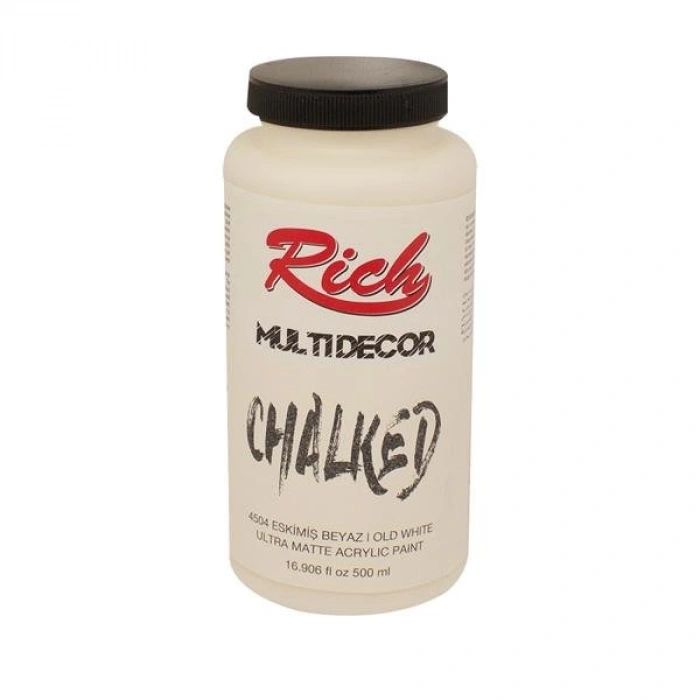 Rich
MULTIDECOR
CHALKED
4504 ESKİMİŞ BEYAZ | OLD WHITE
ULTRA MATTE ACRYLIC PAINT
16.906 fl oz 500 ml